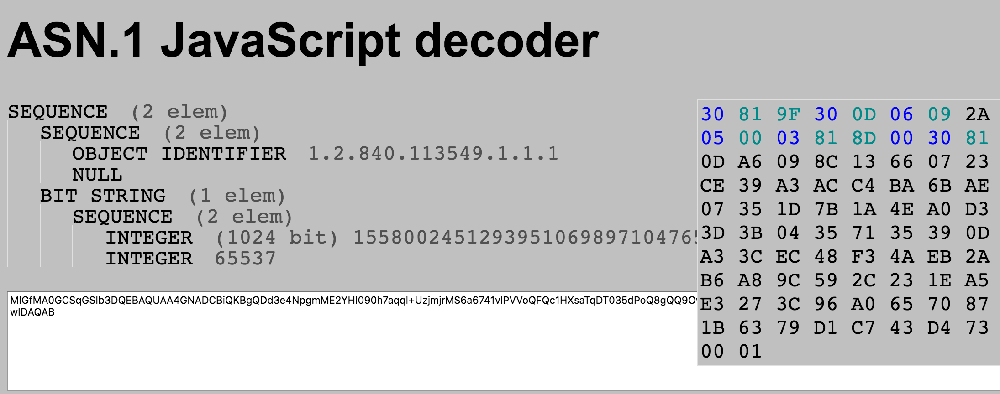 ASN.1 JavaScript decoder
SEQUENCE (2 elem)
SEQUENCE (2 elem)
OBJECT IDENTIFIER 1.2.840.113549.1.1.1
NULL
BIT STRING (1 elem)
SEQUENCE (2 elem)
INTEGER (1024 bit) 155800245129395106989710476
INTEGER 65537
30 81 9F 30 0D 06 09 2A
05 00 03 81 8D 00 30 81
0D A6 09 8C 13 66 07 23
CE 39 A3 AC C4 BA 6B AE
07 35 1D 7B 1A 4E A0 D3
3D 3B 04 35 71 35 39 0D
A3 3C EC 48 F3 4A EB 2A
B6 A8 9C 59 2C 23 1E A5
E3 27 3C 96 A0 65 70 87
1B 63 79 D1 C7 43 D4 73
00 01
MIGfMA0GCSqGSIb3DQEBAQUAA4GNADCBiQKBgQDd3e4NpgmME2YHI090h7aqql+UzjmjrMS6a6741vlPVVoQFQc1HXsaTqDT035dPoQ8gQQ9O
wIDAQAB